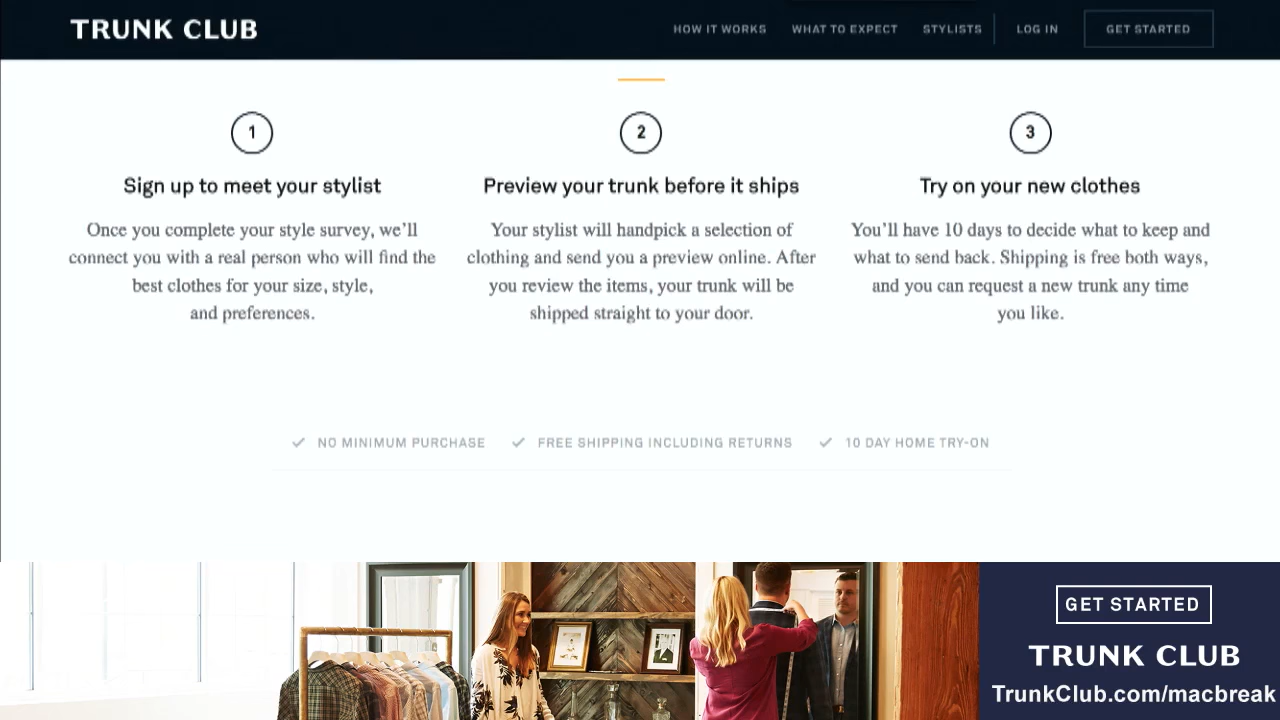 TRUNK CLUB
HOW IT WORKS WHAT TO EXPECT STYLISTS LOG IN GET STARTED
1
Sign up to meet your stylist
Once you complete your style survey, we'll
connect you with a real person who will find the
best clothes for your size, style,
and preferences.
2
Preview your trunk before it ships
Your stylist will handpick a selection of
clothing and send you a preview online. After
you review the items, your trunk will be
shipped straight to your door.
3
Try on your new clothes
You'll have 10 days to decide what to keep and
what to send back. Shipping is free both ways,
and you can request a new trunk any time
you like.
NO MINIMUM PURCHASE FREE SHIPPING INCLUDING RETURNS 10 DAY HOME TRY-ON
GET STARTED
TRUNK CLUB
TrunkClub.com/macbreak